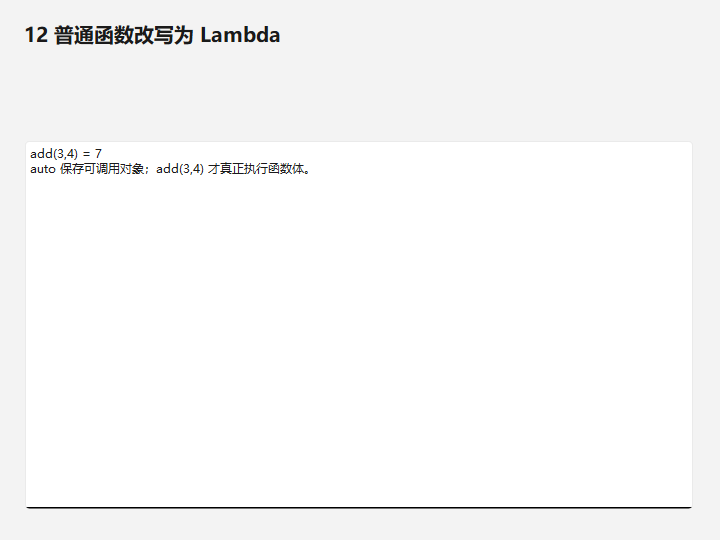 12 普通函数改写为 Lambda
add(3,4) = 7
auto 保存可调用对象；add(3,4) 才真正执行函数体。